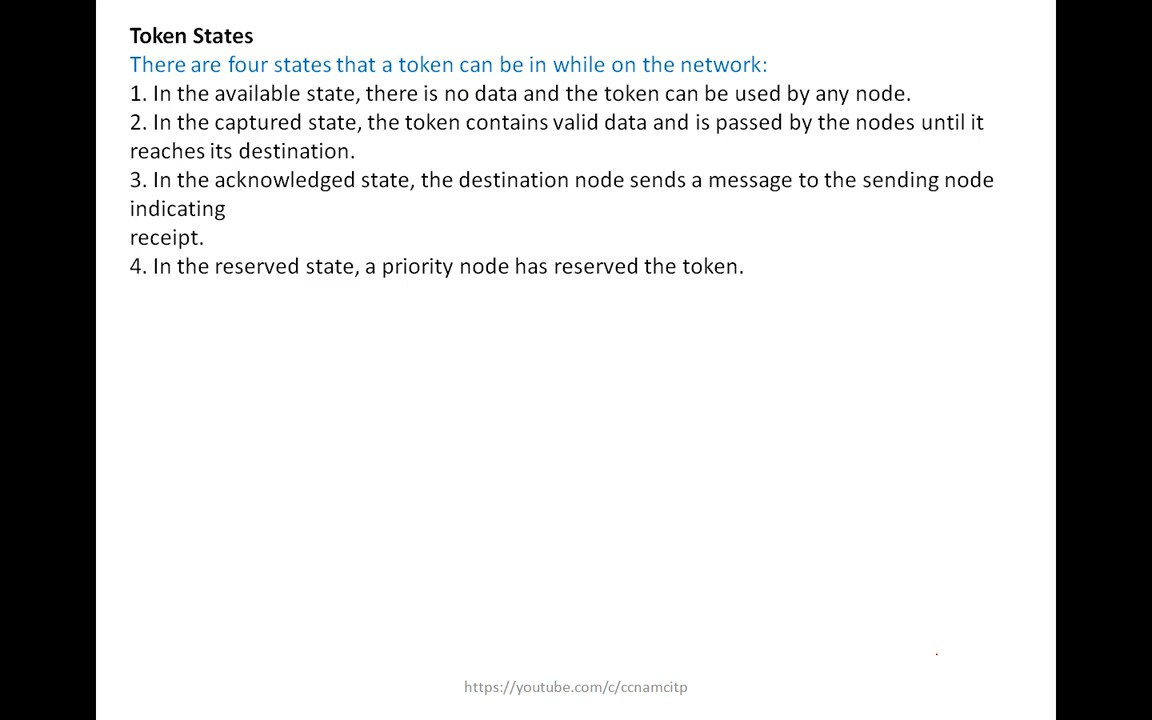 Token States
There are four states that a token can be in while on the network:
1. In the available state, there is no data and the token can be used by any node.
2. In the captured state, the token contains valid data and is passed by the nodes until it
reaches its destination.
3. In the acknowledged state, the destination node sends a message to the sending node
indicating
receipt.
4. In the reserved state, a priority node has reserved the token.
https://youtube.com/c/ccnamcitp